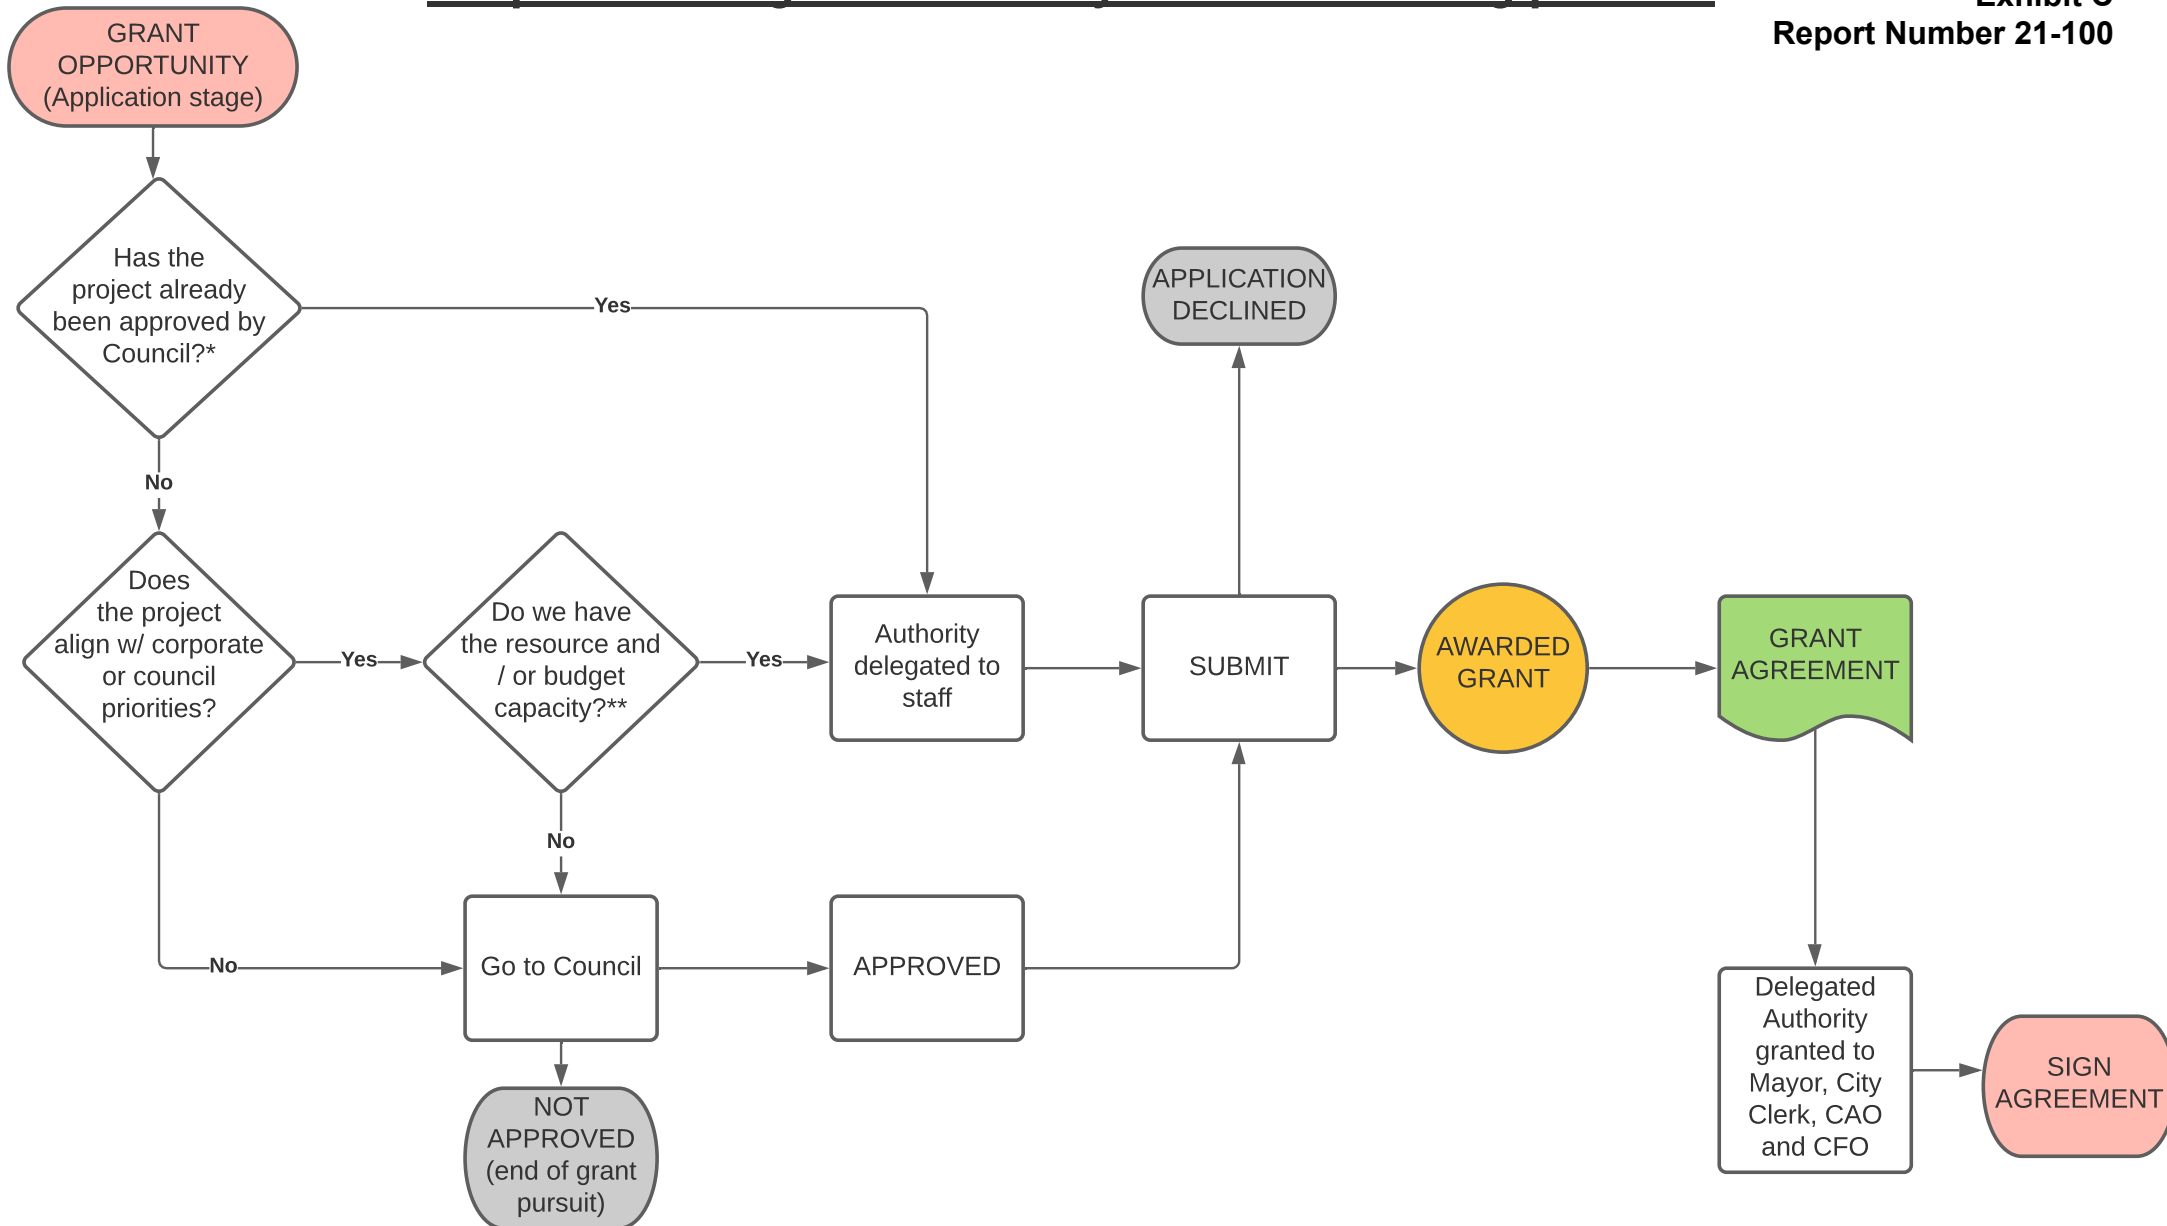 Report Number 21-100
GRANT
OPPORTUNITY
(Application stage)
Has the
project already
been approved by
Council?*
Yes
No
APPLICATION
DECLINED
Does
the project
align w/ corporate
or council
priorities?
Yes
Do we have
the resource and
/ or budget
capacity?**
Yes
Authority
delegated to
staff
SUBMIT
AWARDED
GRANT
GRANT
AGREEMENT
No
No
Go to Council
APPROVED
NOT
APPROVED
(end of grant
pursuit)
Delegated
Authority
granted to
Mayor, City
Clerk, CAO
and CFO
SIGN
AGREEMENT